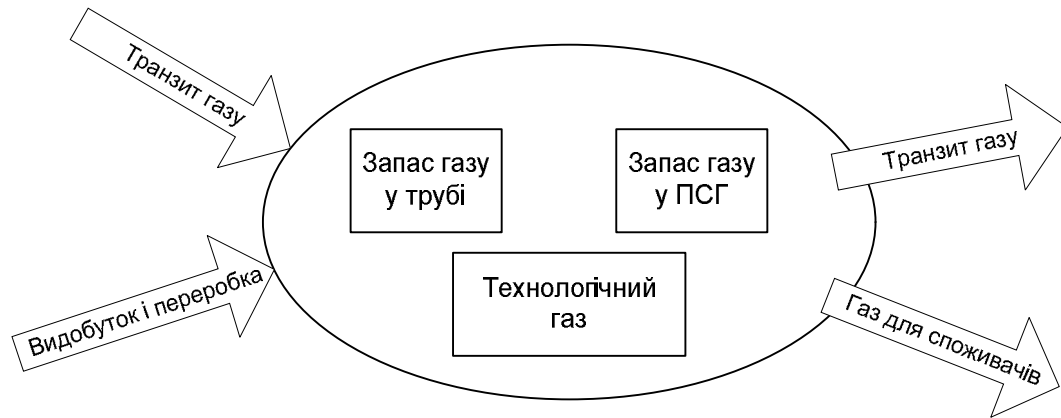 Транзит газу
Запас газу
у трубі
Запас газу
у ПСГ
Транзит газу
Технологічний
газ
Видобуток і переробка
Газ для споживачів